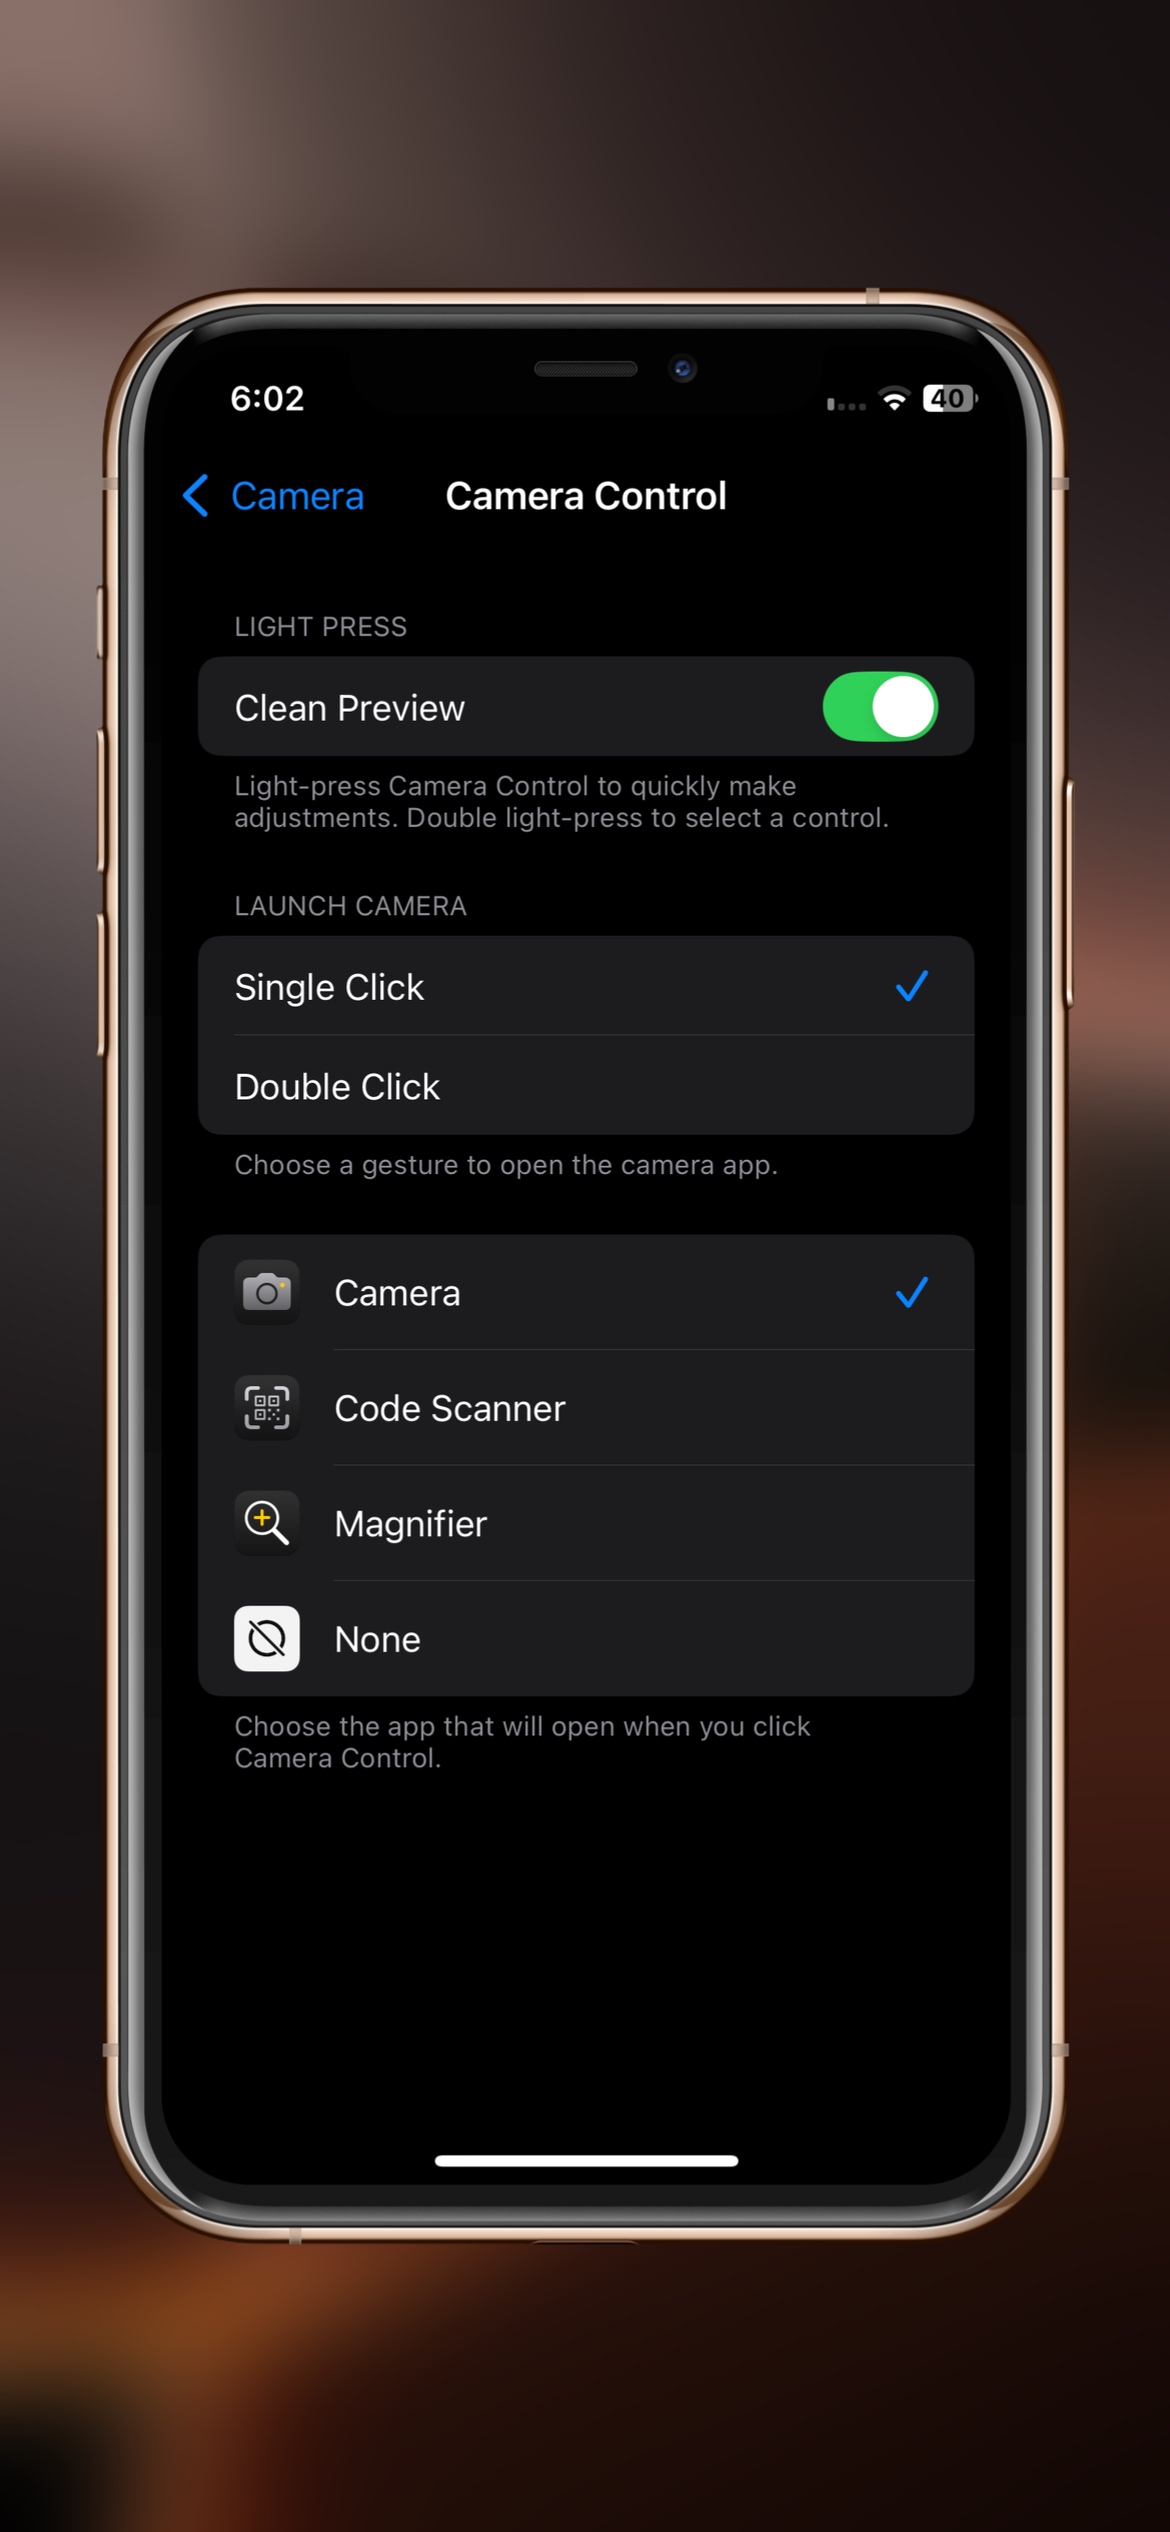 6:02
40
Camera
Camera Control
LIGHT PRESS
Clean Preview
Light-press Camera Control to quickly make
adjustments. Double light-press to select a control.
LAUNCH CAMERA
Single Click
Double Click
Choose a gesture to open the camera app.
Camera
Code Scanner
Magnifier
None
Choose the app that will open when you click
Camera Control.